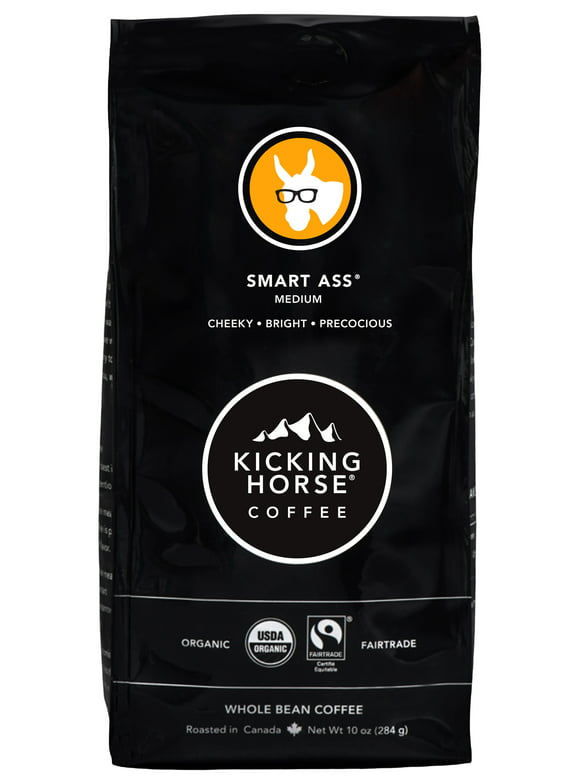 SMART ASS®
MEDIUM
CHEEKY • BRIGHT • PRECOCIOUS
KICKING
HORSE®
COFFEE
ORGANIC
USDA
ORGANIC
FAIRTRADE
®
Certifié
Équitable
FAIRTRADE
WHOLE BEAN COFFEE
Roasted in Canada Net Wt 10 oz (284 g)